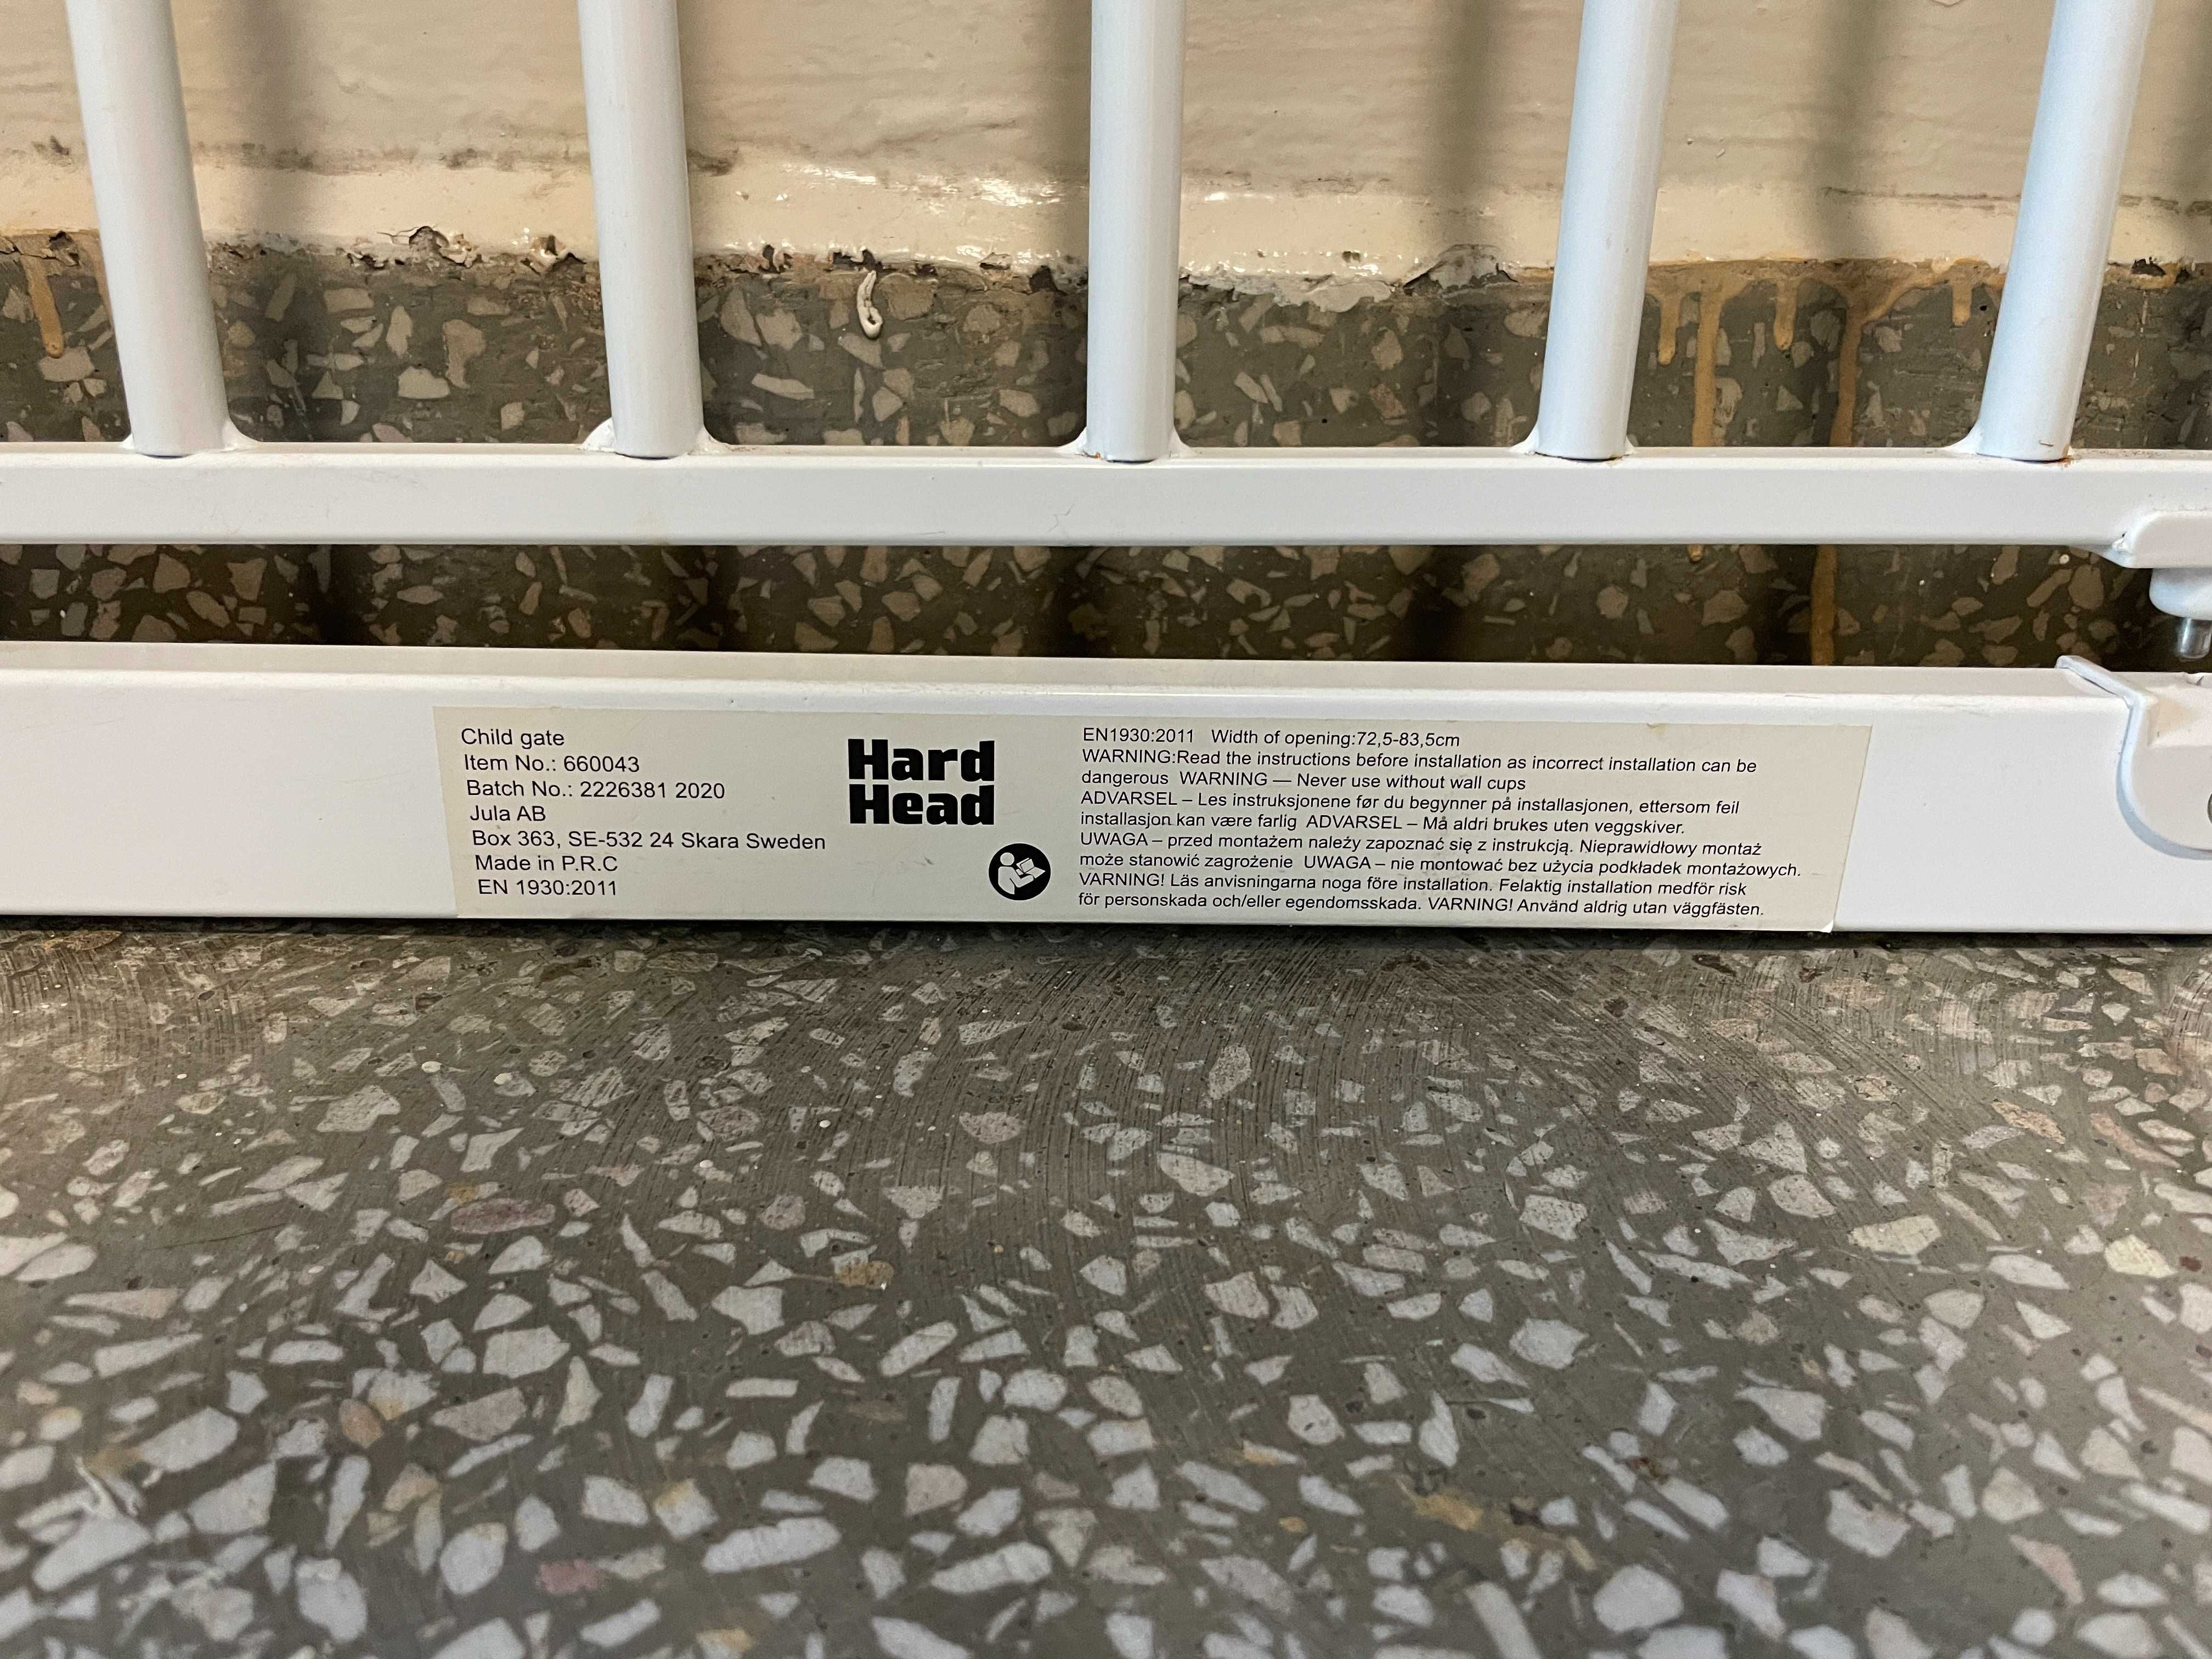 Child gate
Item No.: 660043
Batch No.: 2226381 2020
Jula AB
Box 363, SE-532 24 Skara Sweden
Made in P.R.C
EN 1930:2011
Hard
Head
EN1930:2011 Width of opening:72,5-83,5cm
WARNING:Read the instructions before installation as incorrect installation can be
dangerous WARNING — Never use without wall cups
ADVARSEL – Les instruksjonene før du begynner på installasjonen, ettersom feil
installasjon kan være farlig ADVARSEL – Må aldri brukes uten veggskiver.
UWAGA – przed montażem należy zapoznać się z instrukcją. Nieprawidłowy montaż
może stanowić zagrożenie UWAGA – nie montować bez użycia podkładek montażowych.
VARNING! Läs anvisningarna noga före installation. Felaktig installation medför risk
för personskada och/eller egendomsskada. VARNING! Använd aldrig utan väggfästen.